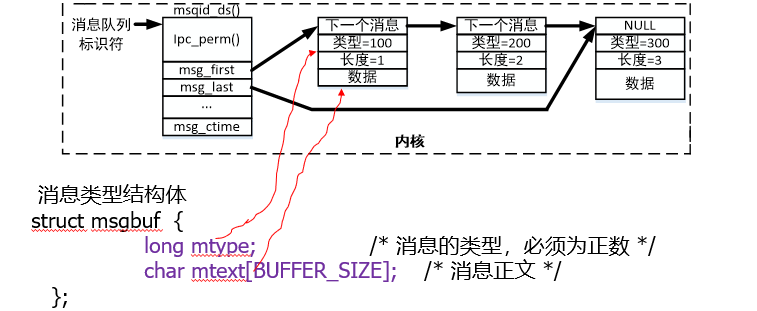 msqid_ds()
消息队列
标识符
Ipc_perm()
msg_first
msg_last
...
msg_ctime
下一个消息
类型=100
长度=1
数据
下一个消息
类型=200
长度=2
数据
NULL
类型=300
长度=3
数据
内核
消息类型结构体
struct msgbuf {
long mtype; /* 消息的类型，必须为正数 */
char mtext[BUFFER_SIZE]; /* 消息正文 */
};